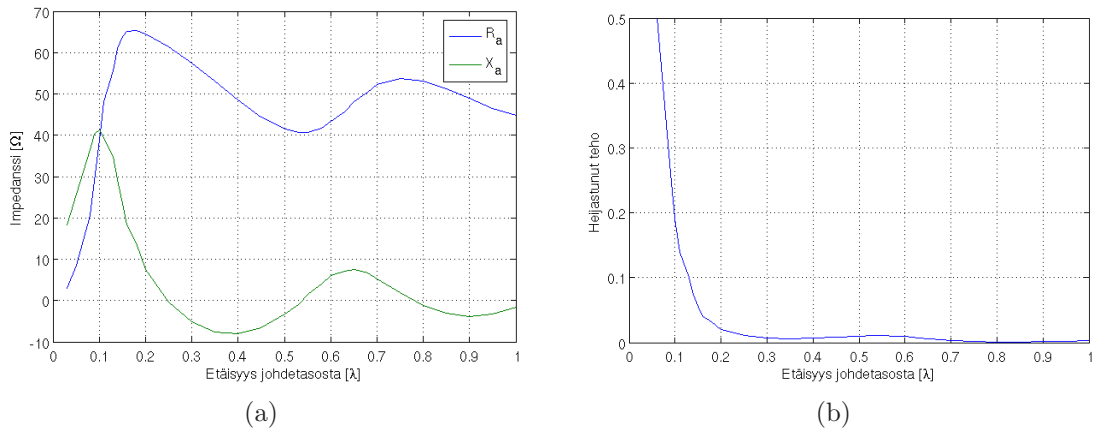 70
60
50
40
30
20
10
0
-10
Impedanssi [Ω]
R_a
X_a
0 0.1 0.2 0.3 0.4 0.5 0.6 0.7 0.8 0.9 1
Etäisyys johdetasosta [λ]
(a)
0.5
0.4
0.3
0.2
0.1
0
Heijastunut teho
0 0.1 0.2 0.3 0.4 0.5 0.6 0.7 0.8 0.9 1
Etäisyys johdetasosta [λ]
(b)